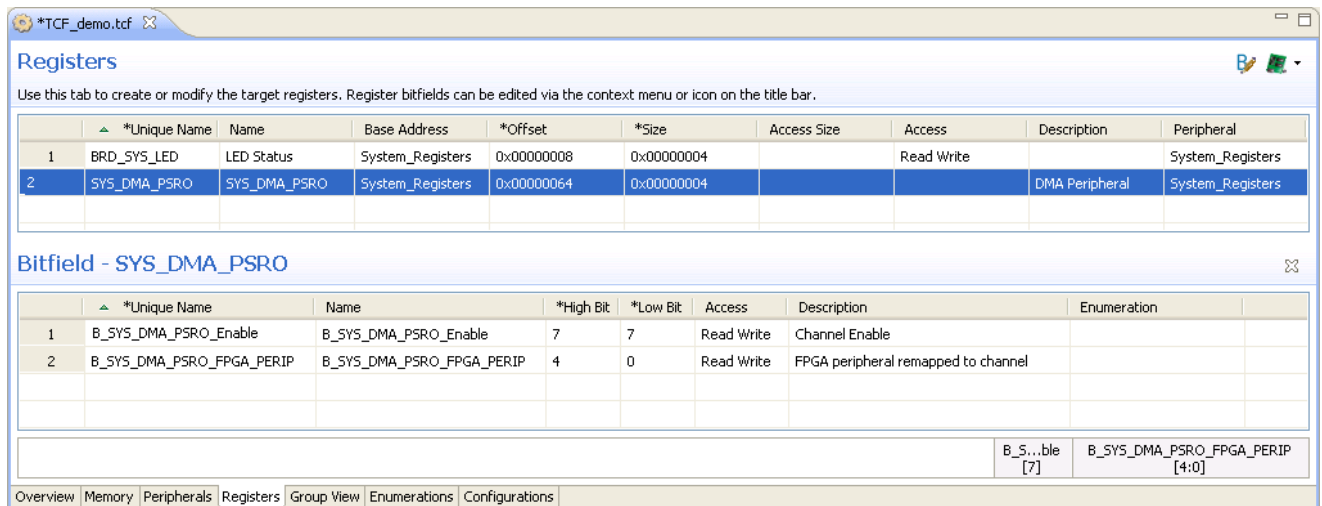 *TCF_demo.tcf
Registers
Use this tab to create or modify the target registers. Register bitfields can be edited via the context menu or icon on the title bar.
*Unique Name Name Base Address *Offset *Size Access Size Access Description Peripheral
1 BRD_SYS_LED LED Status System_Registers 0x00000008 0x00000004 Read Write System_Registers
2 SYS_DMA_PSRO SYS_DMA_PSRO System_Registers 0x00000064 0x00000004 DMA Peripheral System_Registers
Bitfield - SYS_DMA_PSRO
*Unique Name Name *High Bit *Low Bit Access Description Enumeration
1 B_SYS_DMA_PSRO_Enable B_SYS_DMA_PSRO_Enable 7 7 Read Write Channel Enable
2 B_SYS_DMA_PSRO_FPGA_PERIP B_SYS_DMA_PSRO_FPGA_PERIP 4 0 Read Write FPGA peripheral remapped to channel
B_S...ble B_SYS_DMA_PSRO_FPGA_PERIP
[7] [4:0]
Overview Memory Peripherals Registers Group View Enumerations Configurations